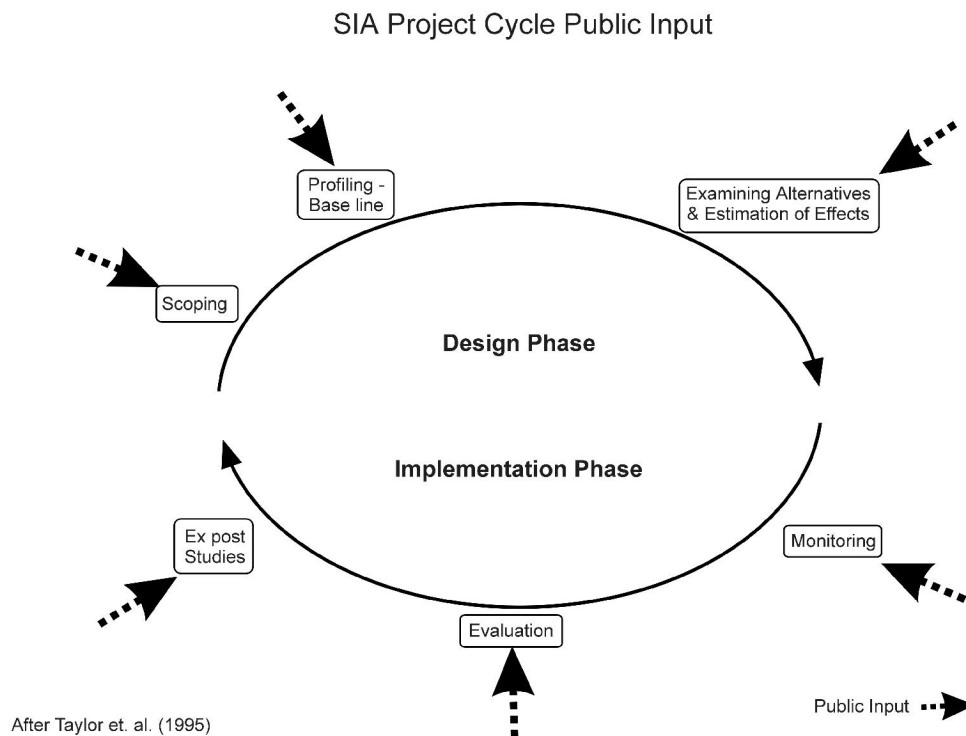 SIA Project Cycle Public Input
Profiling -
Base line
Examining Alternatives
& Estimation of Effects
Scoping
Design Phase
Implementation Phase
Ex post
Studies
Monitoring
Evaluation
Public Input
After Taylor et. al. (1995)